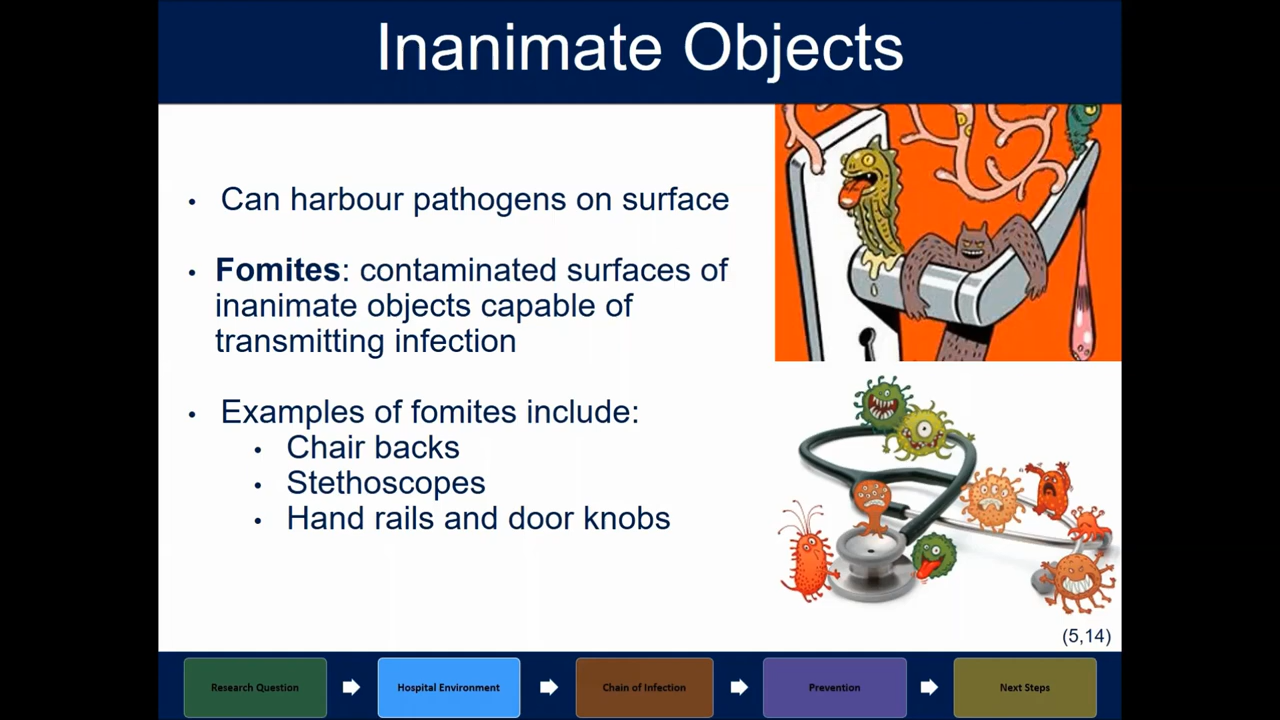 Inanimate Objects
• Can harbour pathogens on surface
• Fomites: contaminated surfaces of
inanimate objects capable of
transmitting infection
• Examples of fomites include:
• Chair backs
• Stethoscopes
• Hand rails and door knobs
(5,14)
Research Question
Hospital Environment
Chain of Infection
Prevention
Next Steps